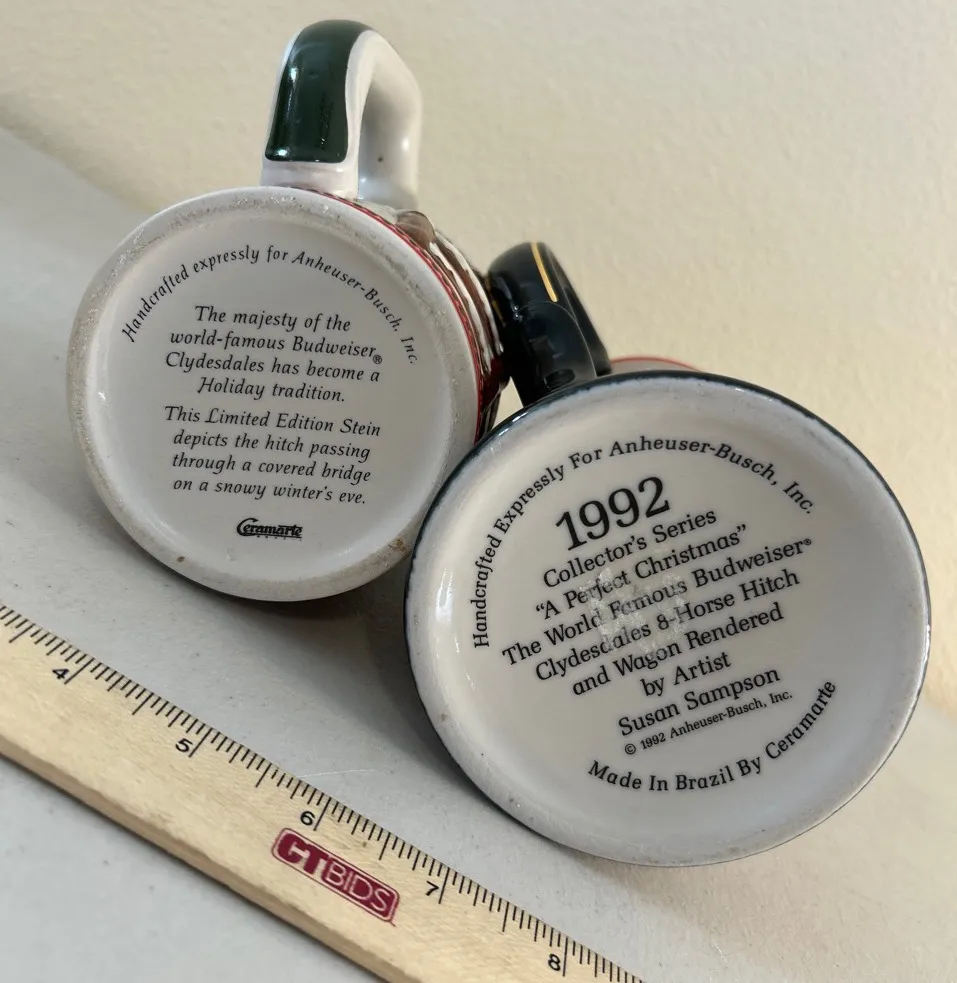 Handcrafted expressly for Anheuser-Busch, Inc.
The majesty of the
world-famous Budweiser®
Clydesdales has become a
Holiday tradition.
This Limited Edition Stein
depicts the hitch passing
through a covered bridge
on a snowy winter's eve.
Ceramarte
Handcrafted Expressly For Anheuser-Busch, Inc.
1992
Collector's Series
"A Perfect Christmas"
The World Famous Budweiser®
Clydesdales 8-Horse Hitch
and Wagon Rendered
by Artist
Susan Sampson
© 1992 Anheuser-Busch, Inc.
Made In Brazil By Ceramarte
4
5
6
7
8
GTBIDS